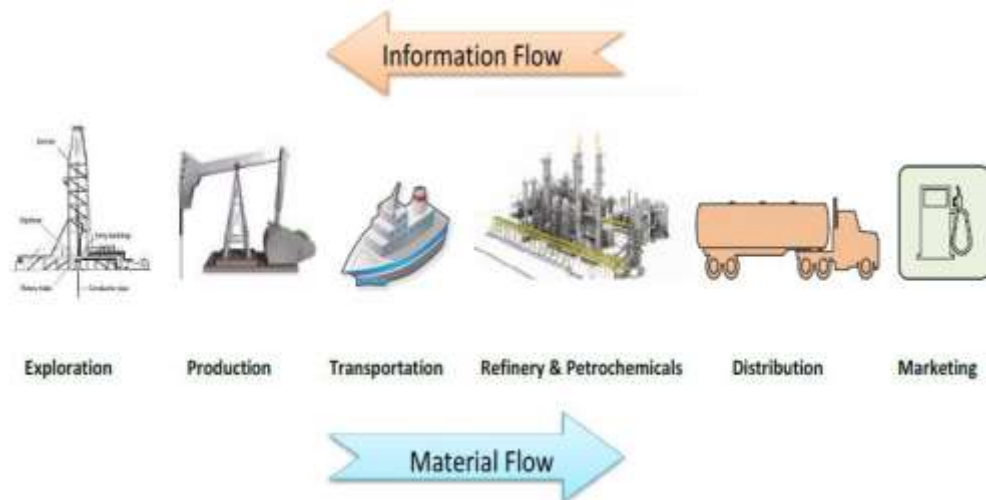 Information Flow
Exploration
Production
Transportation
Refinery & Petrochemicals
Distribution
Marketing
Material Flow